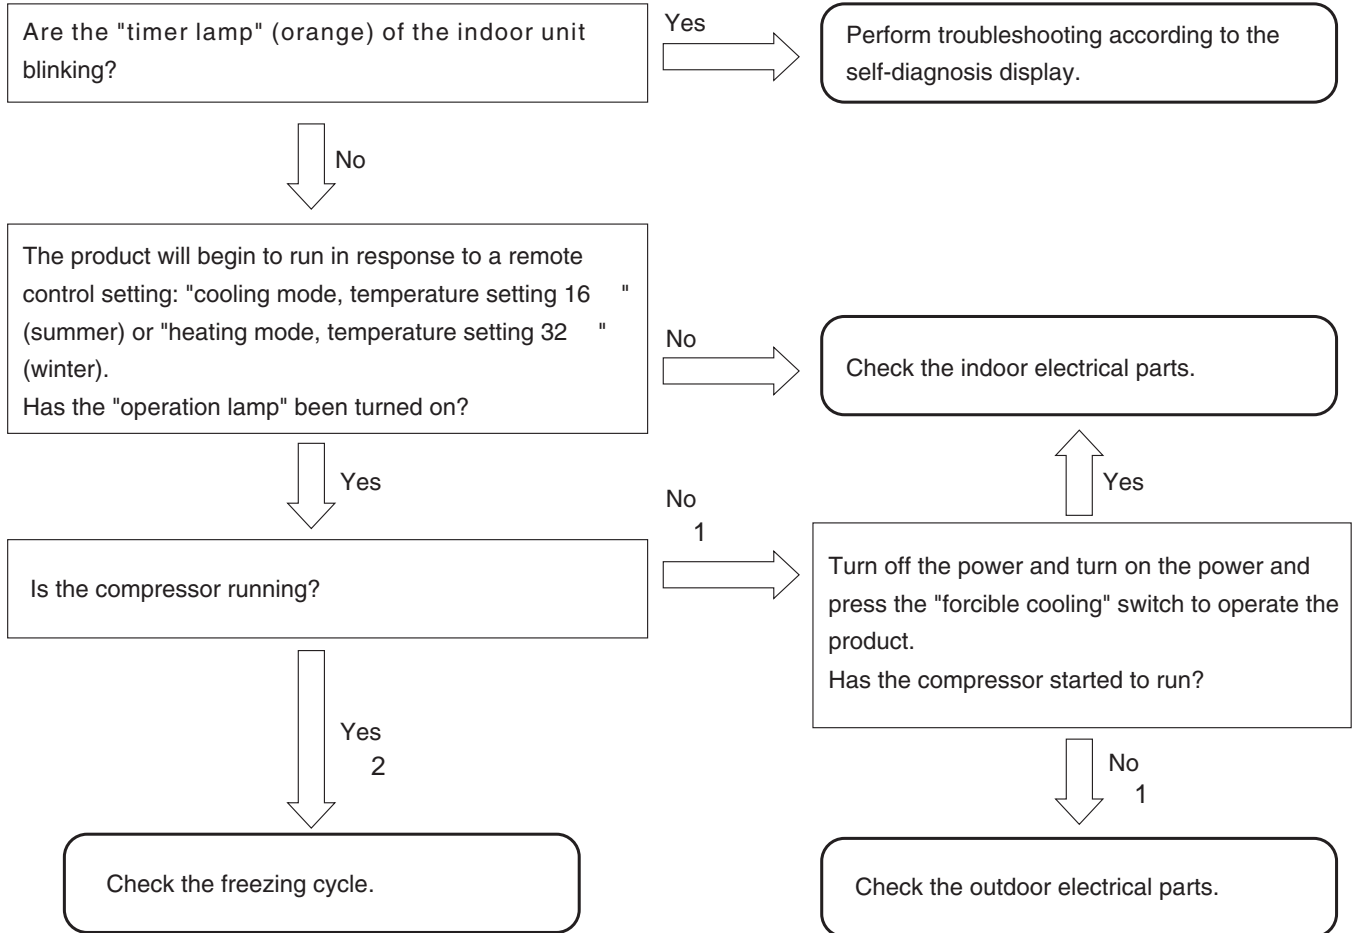 Are the "timer lamp" (orange) of the indoor unit
blinking?
Yes
Perform troubleshooting according to the
self-diagnosis display.
No
The product will begin to run in response to a remote
control setting: "cooling mode, temperature setting 16 "
(summer) or "heating mode, temperature setting 32 "
(winter).
Has the "operation lamp" been turned on?
No
Check the indoor electrical parts.
Yes
Yes
No
1
Is the compressor running?
Turn off the power and turn on the power and
press the "forcible cooling" switch to operate the
product.
Has the compressor started to run?
Yes
2
No
1
Check the freezing cycle.
Check the outdoor electrical parts.